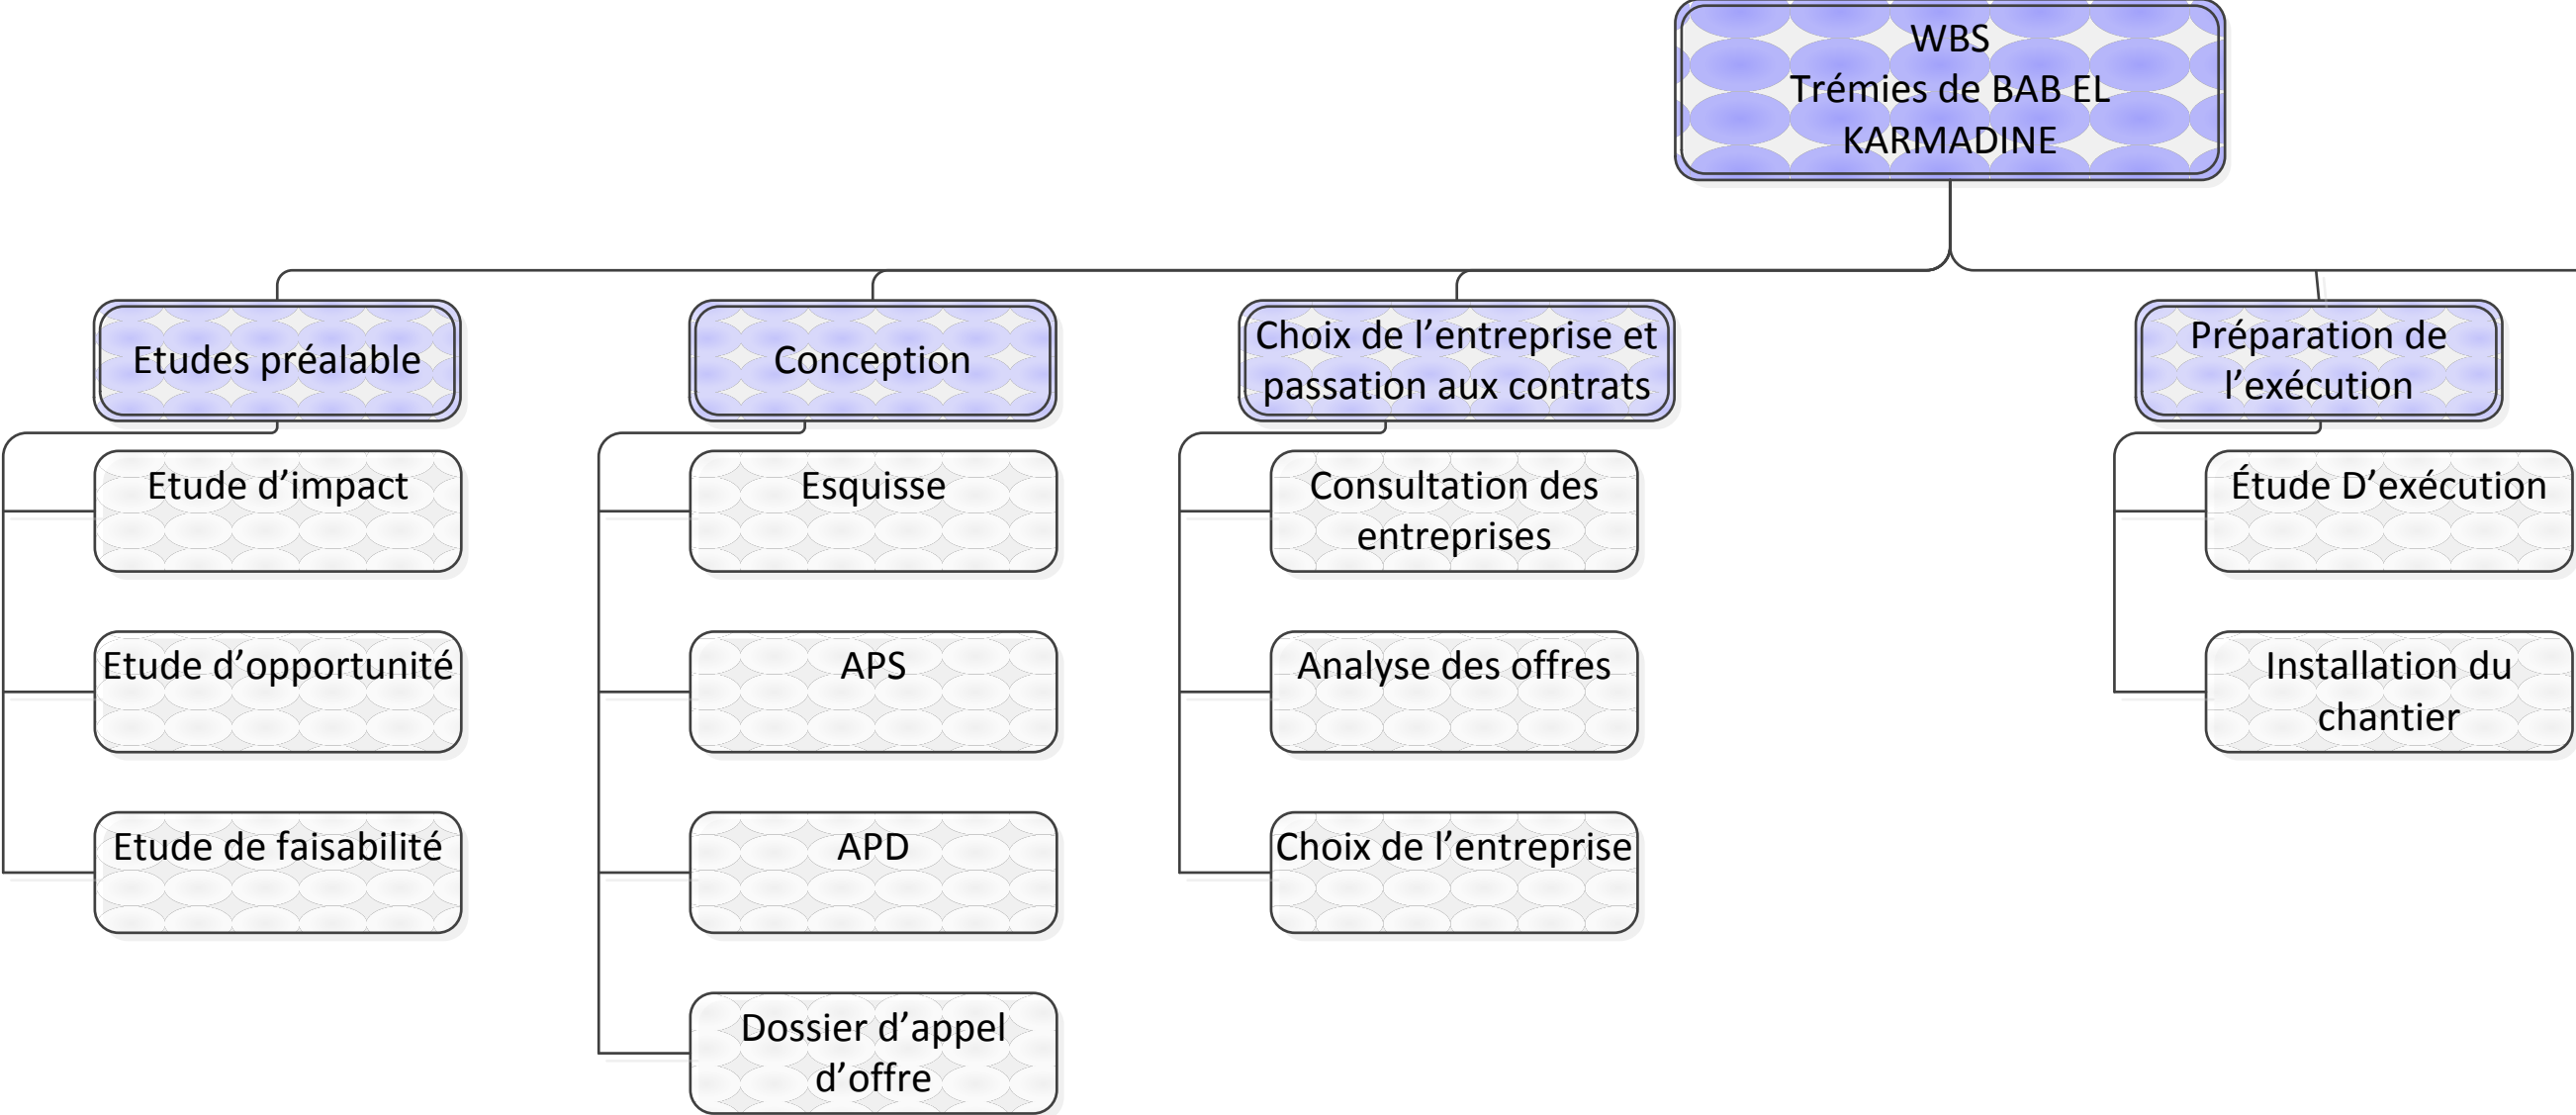 WBS
Trémies de BAB EL
KARMADINE
Etudes préalable
Etude d’impact
Etude d’opportunité
Etude de faisabilité
Conception
Esquisse
APS
APD
Dossier d’appel
d’offre
Choix de l’entreprise et
passation aux contrats
Consultation des
entreprises
Analyse des offres
Choix de l’entreprise
Préparation de
l’exécution
Étude D’exécution
Installation du
chantier